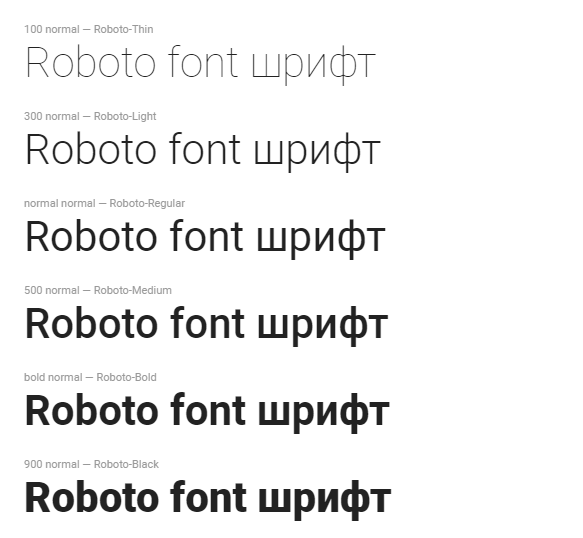 100 normal — Roboto-Thin
Roboto font шрифт
300 normal — Roboto-Light
Roboto font шрифт
normal normal — Roboto-Regular
Roboto font шрифт
500 normal — Roboto-Medium
Roboto font шрифт
bold normal — Roboto-Bold
Roboto font шрифт
900 normal — Roboto-Black
Roboto font шрифт